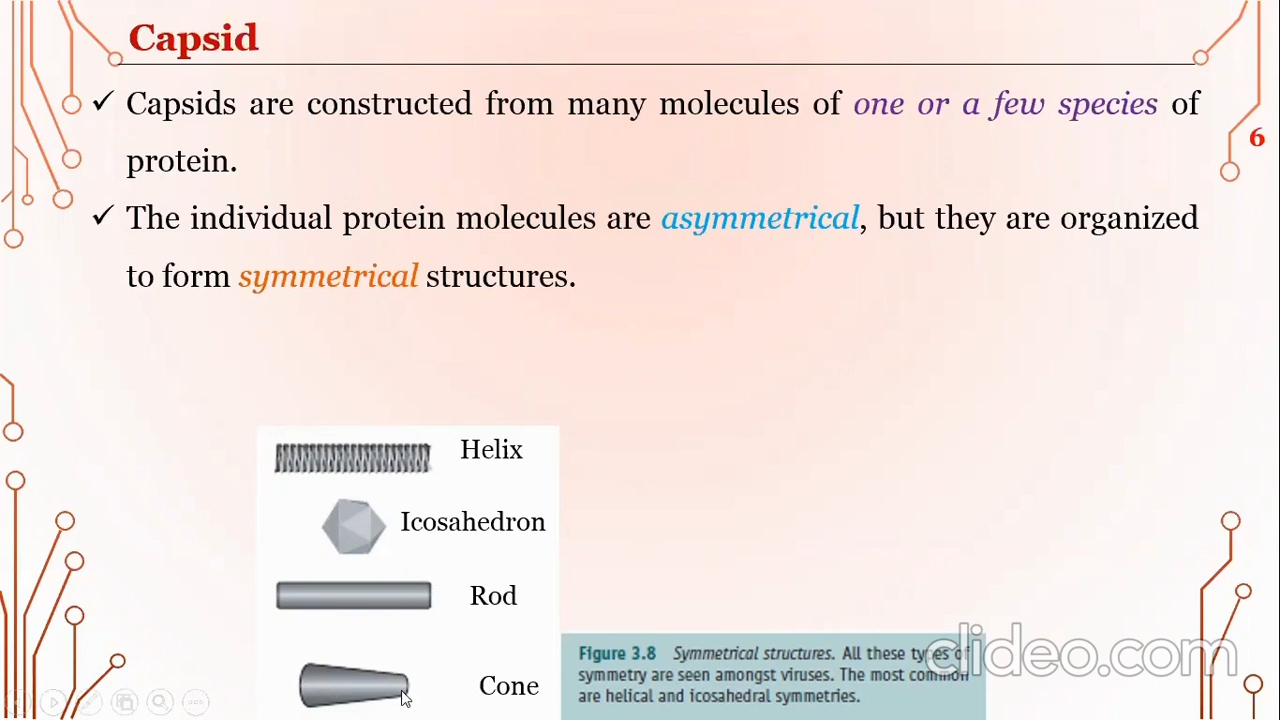 Capsid
✓ Capsids are constructed from many molecules of one or a few species of
protein.
6
✓ The individual protein molecules are asymmetrical, but they are organized
to form symmetrical structures.
Helix
Icosahedron
Rod
Cone
Figure 3.8 Symmetrical structures. All these types of
symmetry are seen amongst viruses. The most common
are helical and icosahedral symmetries.
clideo.com